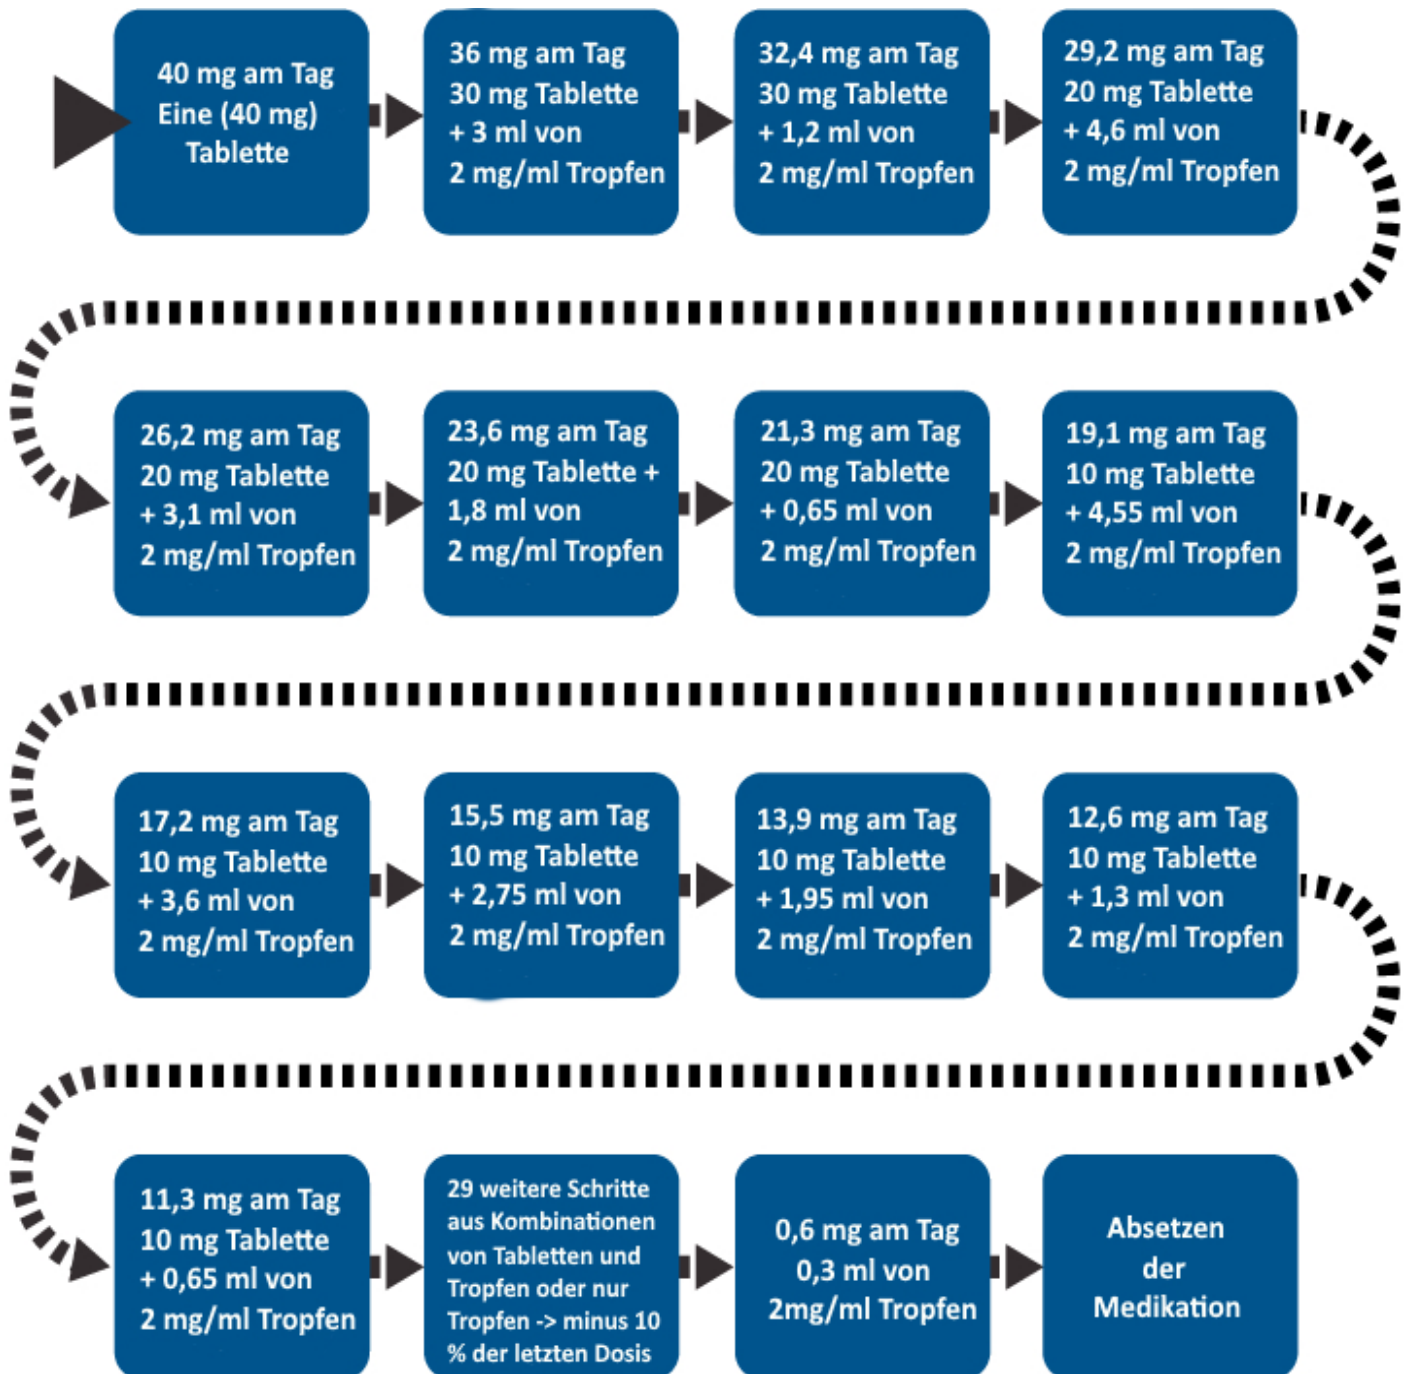 40 mg am Tag
Eine (40 mg)
Tablette
36 mg am Tag
30 mg Tablette
+ 3 ml von
2 mg/ml Tropfen
32,4 mg am Tag
30 mg Tablette
+ 1,2 ml von
2 mg/ml Tropfen
29,2 mg am Tag
20 mg Tablette
+ 4,6 ml von
2 mg/ml Tropfen
26,2 mg am Tag
20 mg Tablette
+ 3,1 ml von
2 mg/ml Tropfen
23,6 mg am Tag
20 mg Tablette +
1,8 ml von
2 mg/ml Tropfen
21,3 mg am Tag
20 mg Tablette
+ 0,65 ml von
2 mg/ml Tropfen
19,1 mg am Tag
10 mg Tablette
+ 4,55 ml von
2 mg/ml Tropfen
17,2 mg am Tag
10 mg Tablette
+ 3,6 ml von
2 mg/ml Tropfen
15,5 mg am Tag
10 mg Tablette
+ 2,75 ml von
2 mg/ml Tropfen
13,9 mg am Tag
10 mg Tablette
+ 1,95 ml von
2 mg/ml Tropfen
12,6 mg am Tag
10 mg Tablette
+ 1,3 ml von
2 mg/ml Tropfen
11,3 mg am Tag
10 mg Tablette
+ 0,65 ml von
2 mg/ml Tropfen
29 weitere Schritte
aus Kombinationen
von Tabletten und
Tropfen oder nur
Tropfen -> minus 10
% der letzten Dosis
0,6 mg am Tag
0,3 ml von
2mg/ml Tropfen
Absetzen
der
Medikation